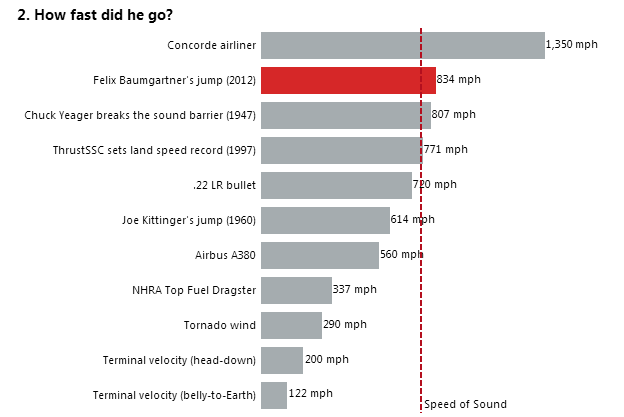 2. How fast did he go?
Concorde airliner 1,350 mph
Felix Baumgartner's jump (2012) 834 mph
Chuck Yeager breaks the sound barrier (1947) 807 mph
ThrustSSC sets land speed record (1997) 771 mph
.22 LR bullet 720 mph
Joe Kittinger's jump (1960) 614 mph
Airbus A380 560 mph
NHRA Top Fuel Dragster 337 mph
Tornado wind 290 mph
Terminal velocity (head-down) 200 mph
Terminal velocity (belly-to-Earth) 122 mph
Speed of Sound